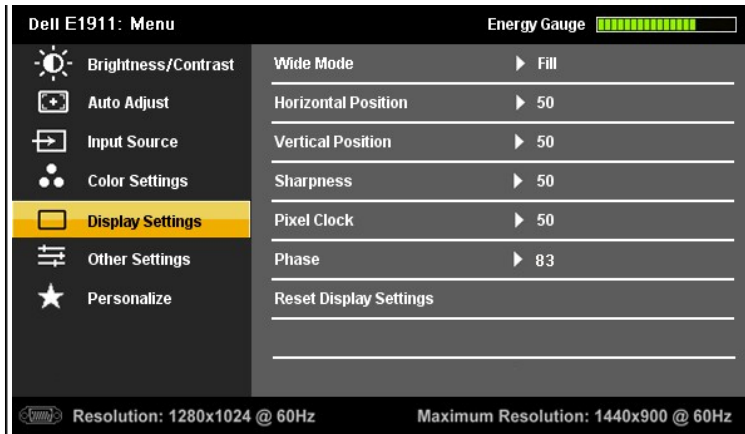 Dell E1911: Menu Energy Gauge
Brightness/Contrast Wide Mode Fill
Auto Adjust Horizontal Position 50
Input Source Vertical Position 50
Color Settings Sharpness 50
Display Settings Pixel Clock 50
Other Settings Phase 83
Personalize Reset Display Settings
Resolution: 1280x1024 @ 60Hz Maximum Resolution: 1440x900 @ 60Hz